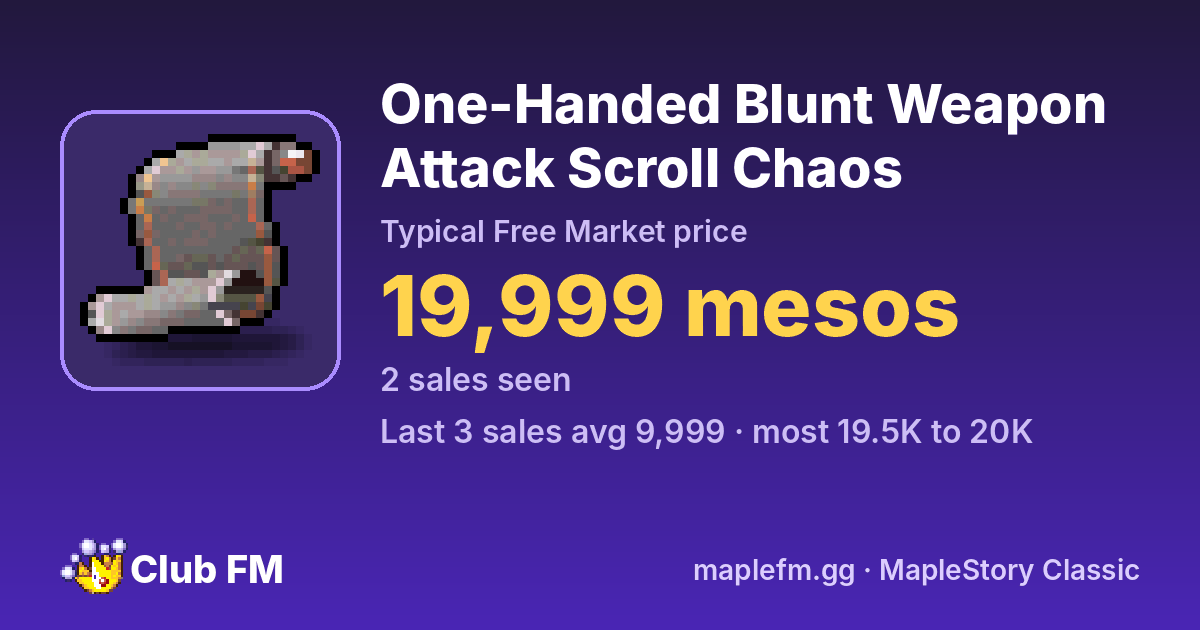 One-Handed Blunt Weapon
Attack Scroll Chaos
Typical Free Market price
19,999 mesos
2 sales seen
Last 3 sales avg 9,999 · most 19.5K to 20K
Club FM
maplefm.gg · MapleStory Classic